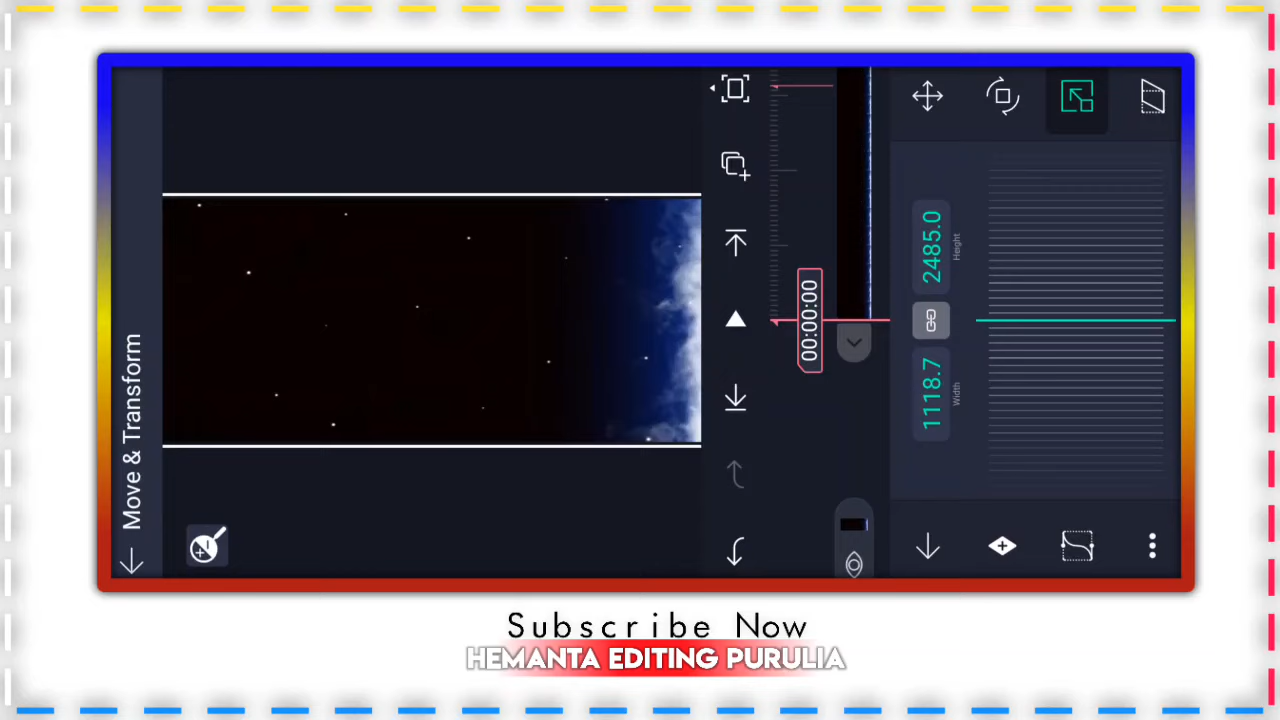 Move & Transform
00:00:00
2485.0
Height
1118.7
Width
Subscribe Now
HEMANTA EDITING PURULIA